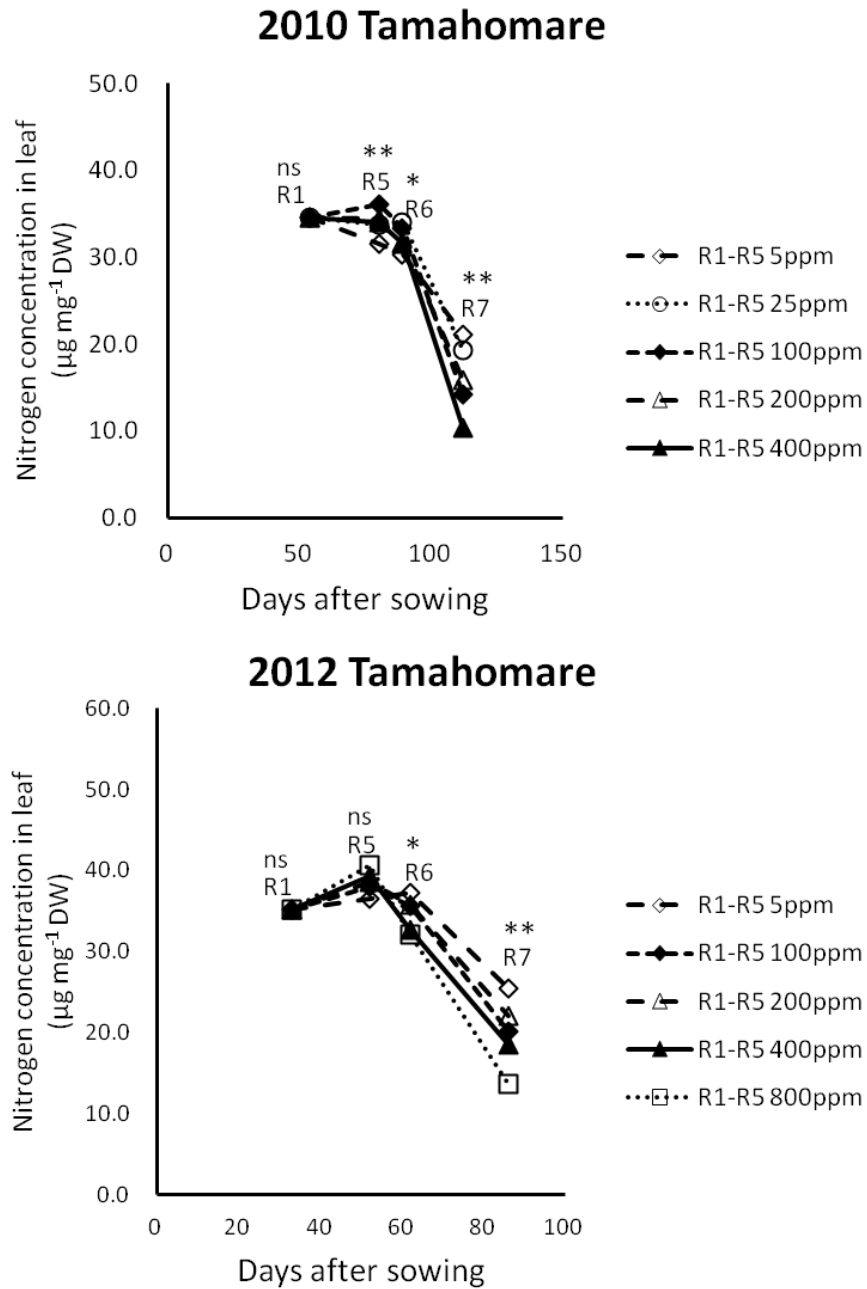 2010 Tamahomare
Nitrogen concentration in leaf
(µg mg⁻¹ DW)
50.0
40.0
30.0
20.0
10.0
0.0
ns
R1
**
R5
*
R6
**
R7
0
50
100
150
Days after sowing
R1-R5 5ppm
R1-R5 25ppm
R1-R5 100ppm
R1-R5 200ppm
R1-R5 400ppm
2012 Tamahomare
Nitrogen concentration in leaf
(µg mg⁻¹ DW)
60.0
50.0
40.0
30.0
20.0
10.0
0.0
ns
R1
ns
R5
*
R6
**
R7
0
20
40
60
80
100
Days after sowing
R1-R5 5ppm
R1-R5 100ppm
R1-R5 200ppm
R1-R5 400ppm
R1-R5 800ppm